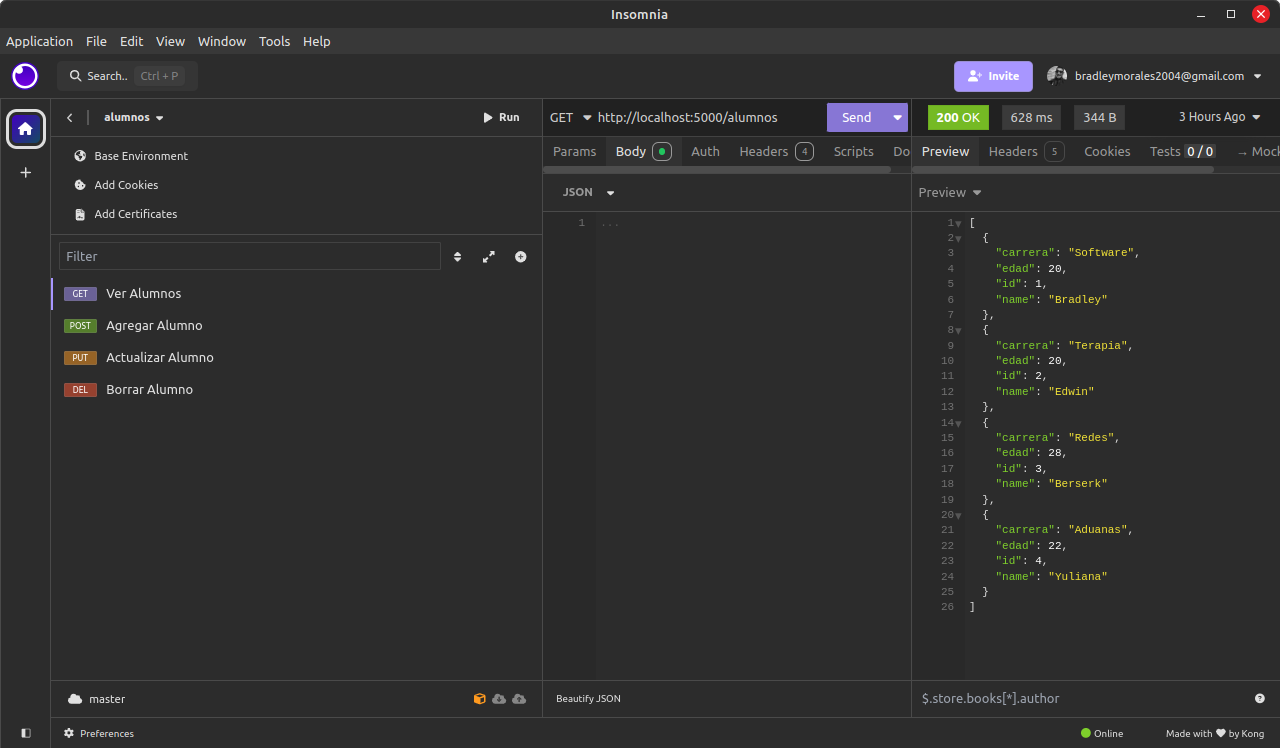 Insomnia
Application File Edit View Window Tools Help
Search.. Ctrl + P
Invite
bradleymorales2004@gmail.com
alumnos
Run
Base Environment
Add Cookies
Add Certificates
Filter
GET Ver Alumnos
POST Agregar Alumno
PUT Actualizar Alumno
DEL Borrar Alumno
master
GET http://localhost:5000/alumnos Send
Params Body Auth Headers 4 Scripts Do
JSON
1 ...
Beautify JSON
200 OK 628 ms 344 B 3 Hours Ago
Preview Headers 5 Cookies Tests 0 / 0 → Mock
Preview
1 [
2 {
3 "carrera": "Software",
4 "edad": 20,
5 "id": 1,
6 "name": "Bradley"
7 },
8 {
9 "carrera": "Terapia",
10 "edad": 20,
11 "id": 2,
12 "name": "Edwin"
13 },
14 {
15 "carrera": "Redes",
16 "edad": 28,
17 "id": 3,
18 "name": "Berserk"
19 },
20 {
21 "carrera": "Aduanas",
22 "edad": 22,
23 "id": 4,
24 "name": "Yuliana"
25 }
26 ]
$.store.books[*].author
Preferences
Online
Made with ❤ by Kong